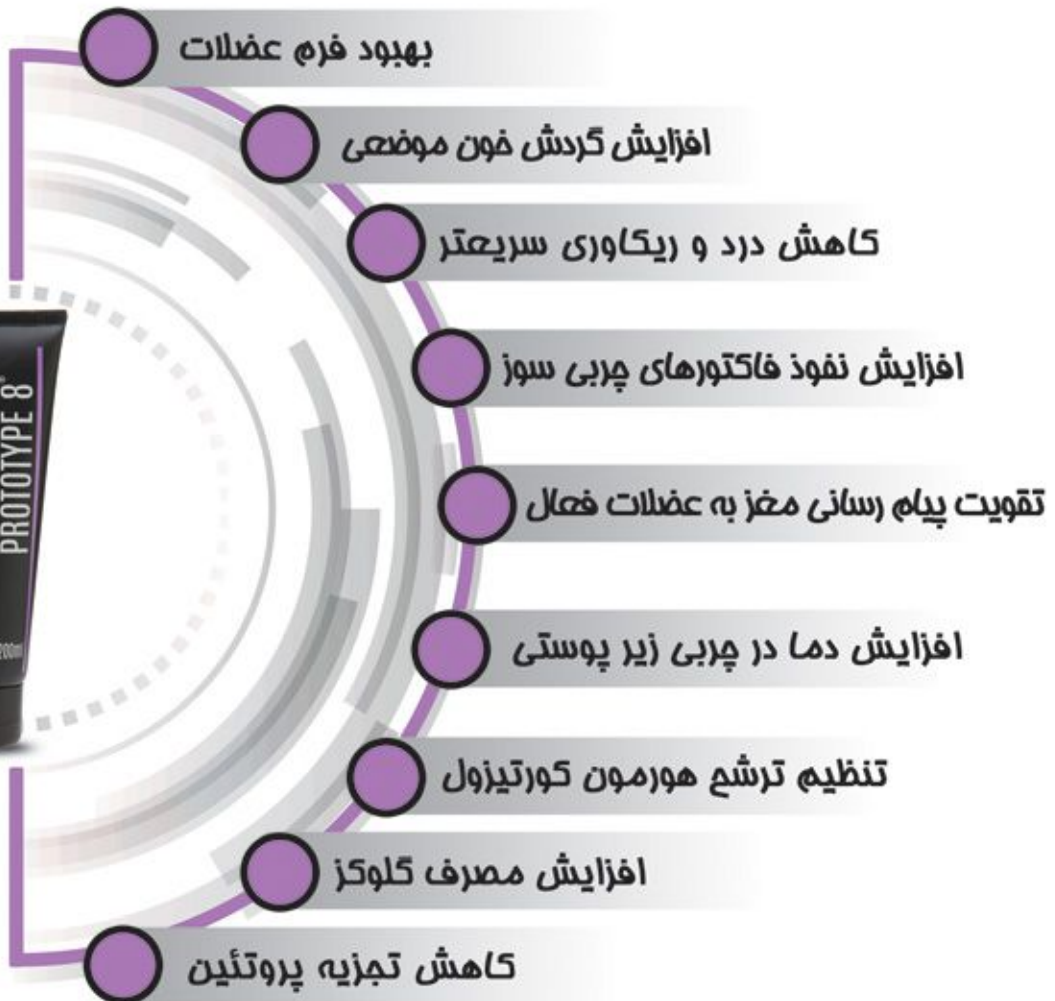 بهبود فرم عضلات
افزایش گردش خون موضعی
کاهش درد و ریکاوری سریعتر
افزایش نفوذ فاکتورهای چربی سوز
تقویت پیام رسانی مغز به عضلات فعال
افزایش دما در چربی زیر پوستی
تنظیم ترشح هورمون کورتیزول
افزایش مصرف گلوکز
کاهش تجزیه پروتئین
PROTOTYPE 8®
200ml